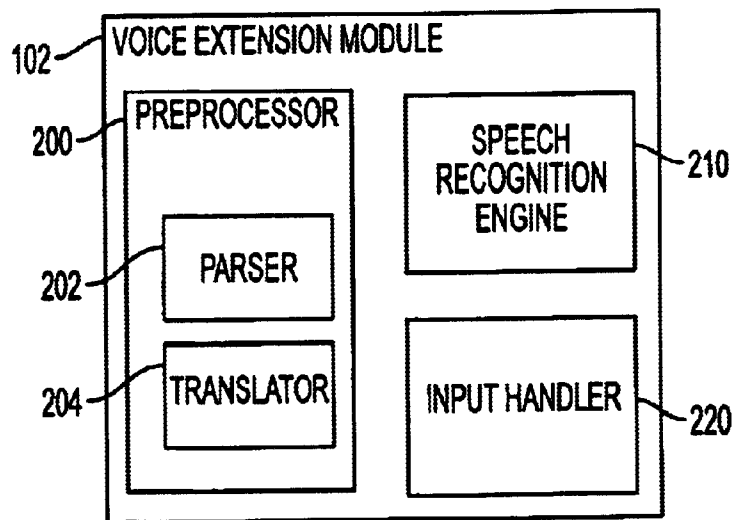 102
VOICE EXTENSION MODULE
200
PREPROCESSOR
202
PARSER
204
TRANSLATOR
SPEECH
RECOGNITION
ENGINE
210
INPUT HANDLER
220